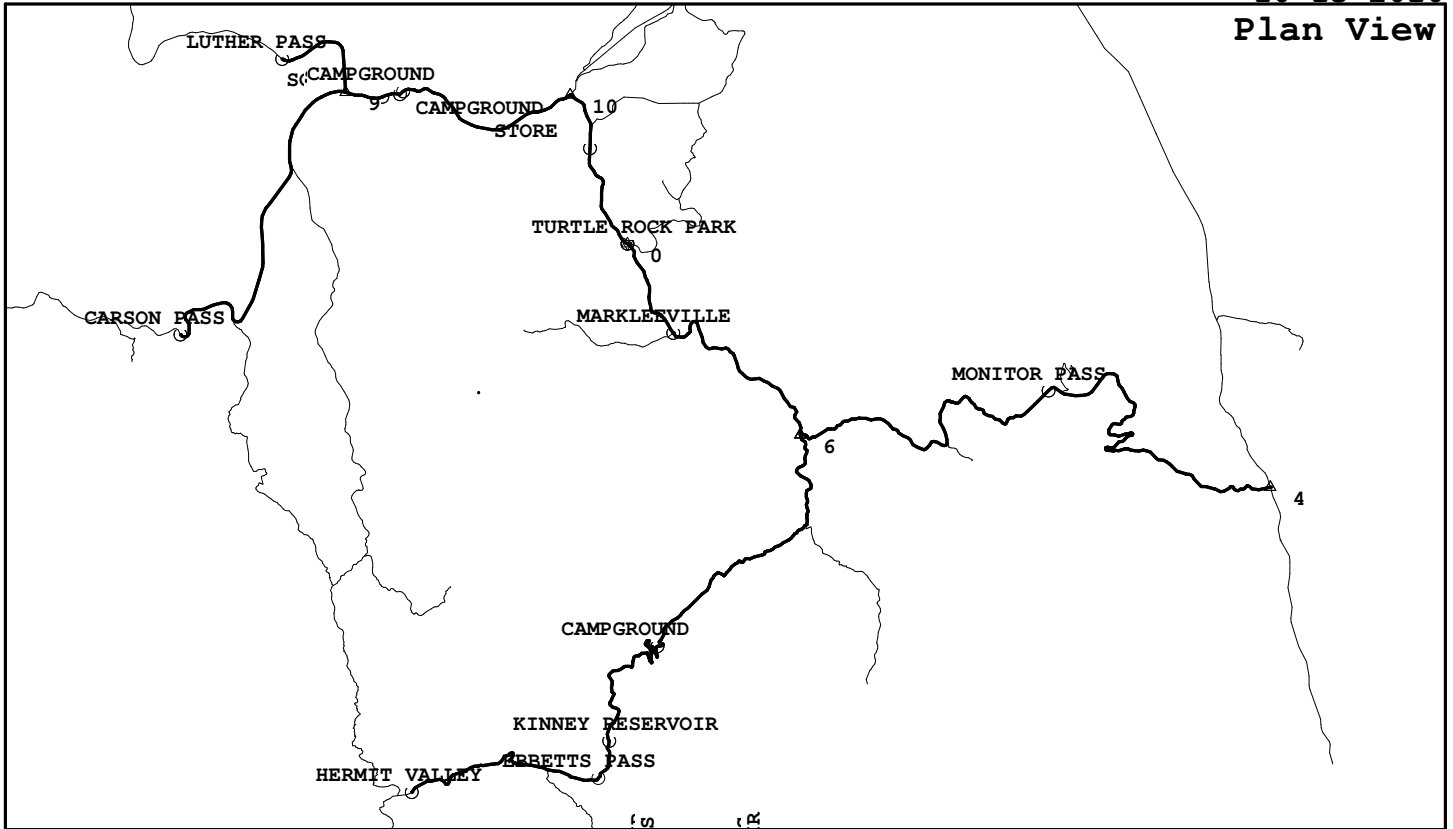 Plan View
LUTHER PASS
CAMPGROUND
9
CAMPGROUND
10
STORE
TURTLE ROCK PARK
0
CARSON PASS
MARKLEEVILLE
MONITOR PASS
6
4
CAMPGROUND
KINNEY RESERVOIR
EBBETTS PASS
HERMIT VALLEY